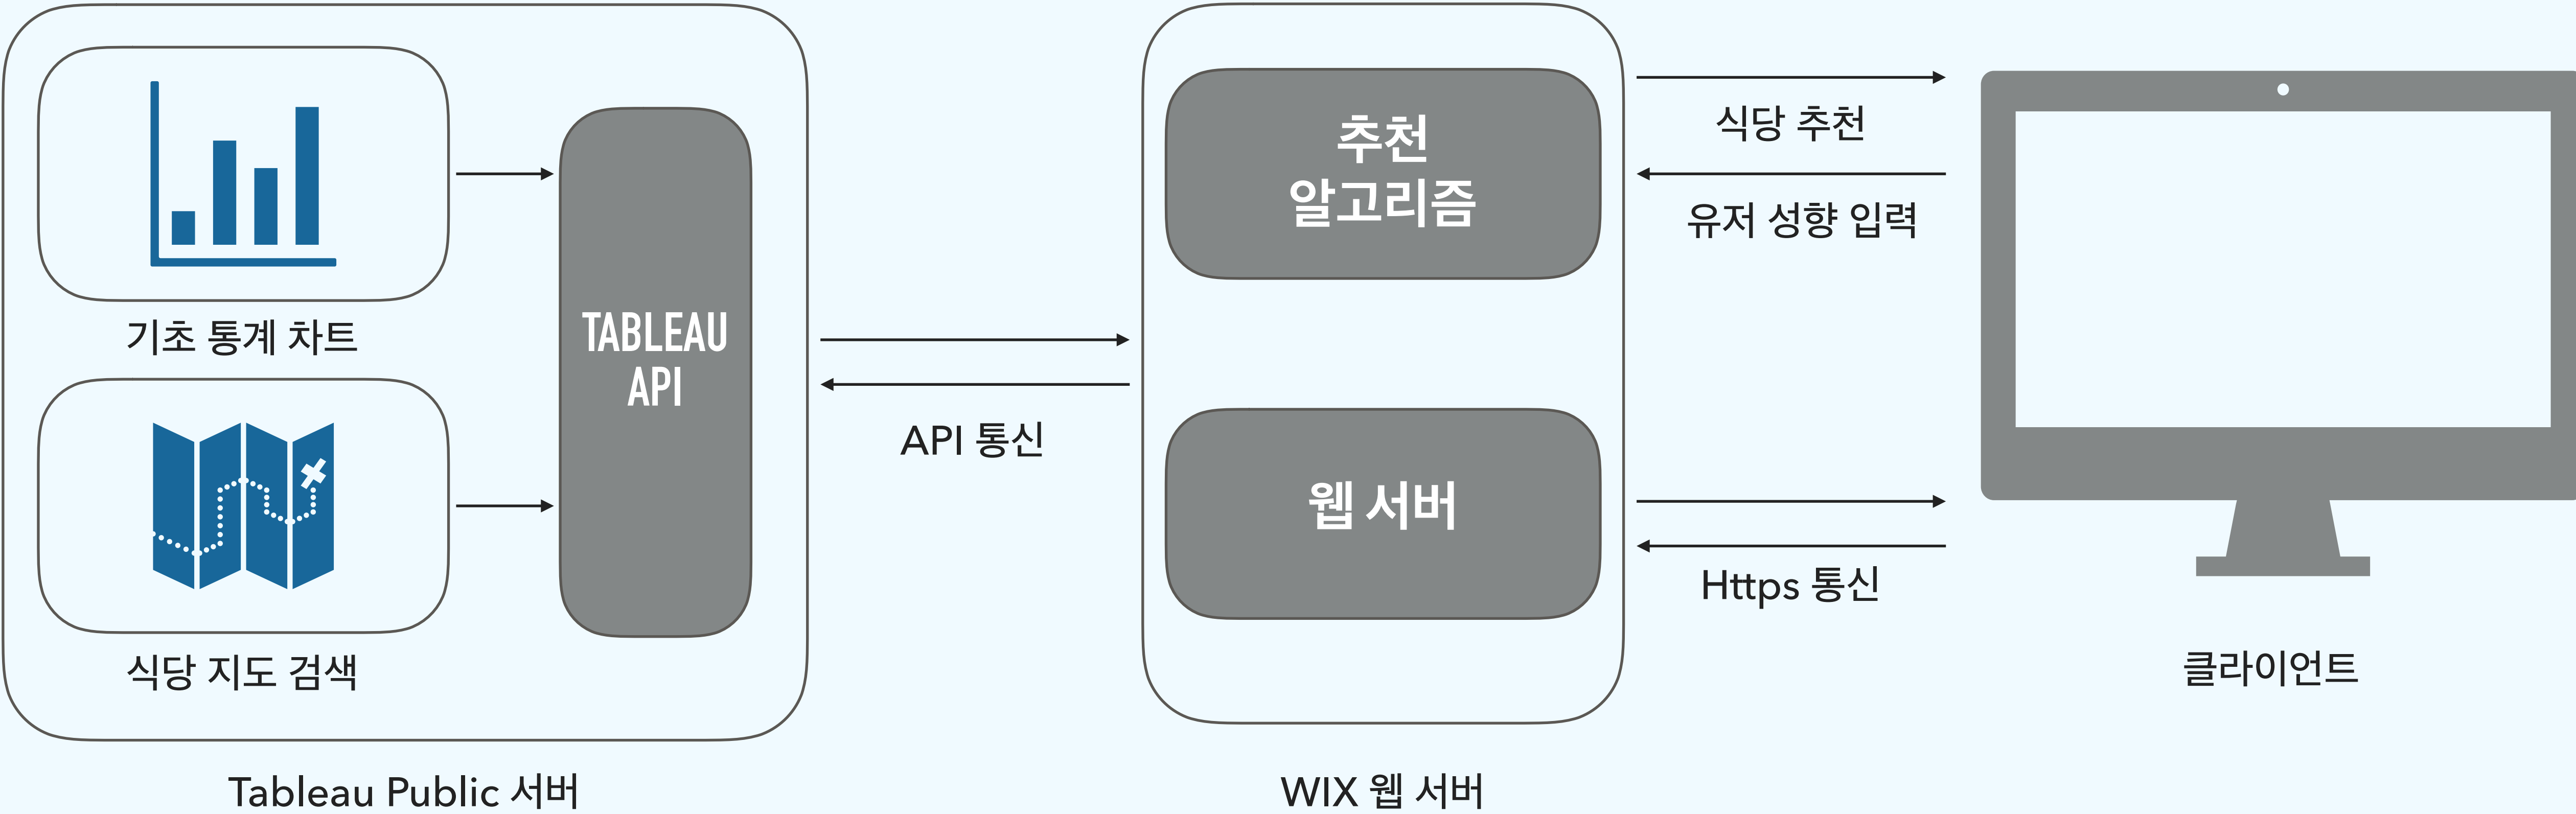 기초 통계 차트
식당 지도 검색
TABLEAU
API
Tableau Public 서버
API 통신
추천
알고리즘
웹 서버
WIX 웹 서버
식당 추천
유저 성향 입력
Https 통신
클라이언트